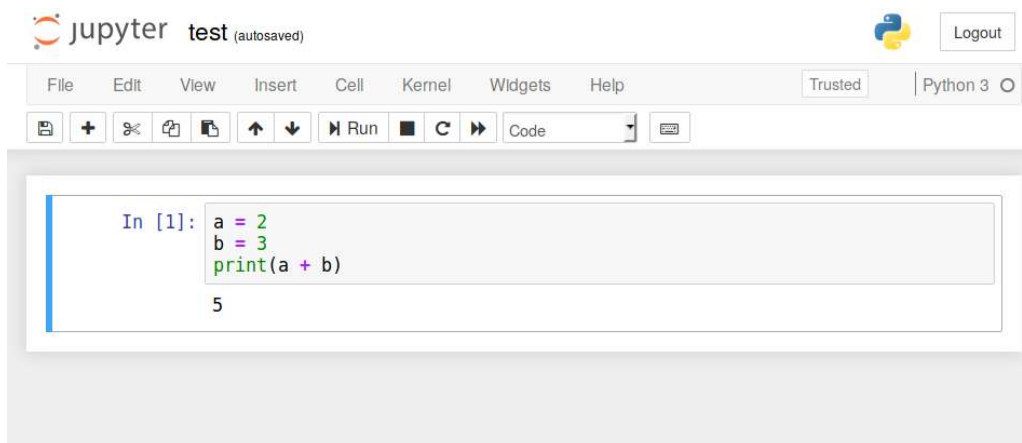 jupyter test (autosaved)
Logout
File Edit View Insert Cell Kernel Widgets Help Trusted Python 3
Run Code
In [1]: a = 2
b = 3
print(a + b)
5